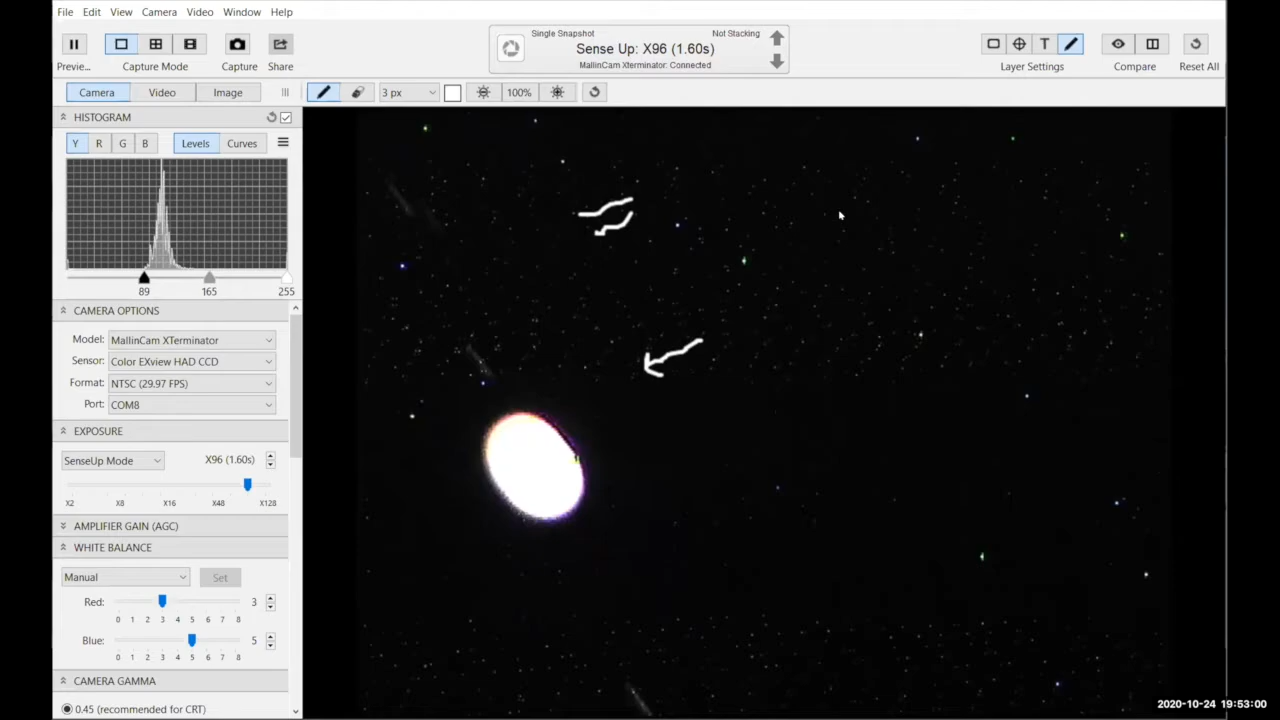 File Edit View Camera Video Window Help
Single Snapshot Not Stacking
Sense Up: X96 (1.60s)
MallinCam Xterminator: Connected
Previe... Capture Mode Capture Share Layer Settings Compare Reset All
Camera Video Image 3 px 100%
HISTOGRAM
Y R G B Levels Curves
89 165 255
CAMERA OPTIONS
Model: MallinCam XTerminator
Sensor: Color EXview HAD CCD
Format: NTSC (29.97 FPS)
Port: COM8
EXPOSURE
SenseUp Mode X96 (1.60s)
X2 X8 X16 X48 X128
AMPLIFIER GAIN (AGC)
WHITE BALANCE
Manual Set
Red: 3
0 1 2 3 4 5 6 7 8
Blue: 5
0 1 2 3 4 5 6 7 8
CAMERA GAMMA
0.45 (recommended for CRT)
2020-10-24 19:53:00